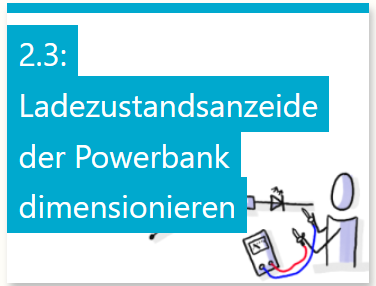 2.3:
Ladezustandsanzeide
der Powerbank
dimensionieren